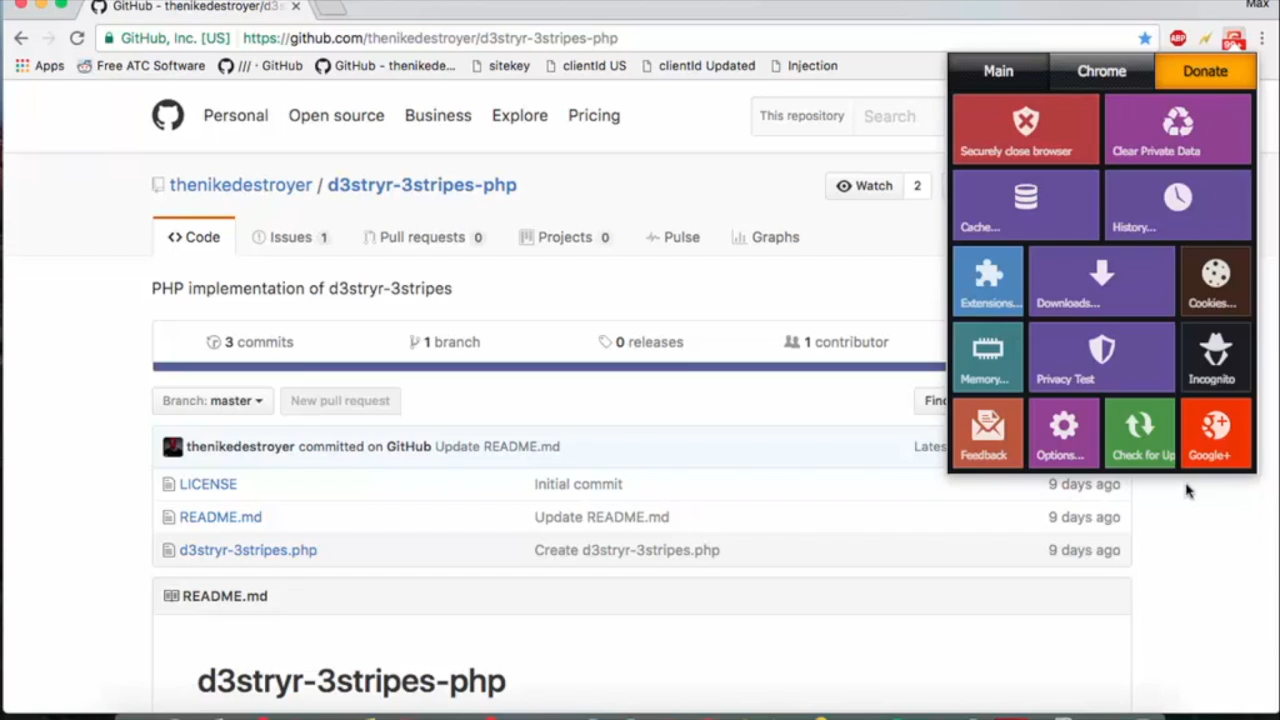 Max
GitHub - thenikedestroyer/d3s
GitHub, Inc. [US] https://github.com/thenikedestroyer/d3stryr-3stripes-php
ABP
Apps Free ATC Software /// · GitHub GitHub - thenikede... sitekey clientId US clientId Updated Injection
Main Chrome Donate
Personal Open source Business Explore Pricing
This repository Search
Securely close browser Clear Private Data
thenikedestroyer / d3stryr-3stripes-php
Watch 2
Cache... History...
Code Issues 1 Pull requests 0 Projects 0 Pulse Graphs
PHP implementation of d3stryr-3stripes
Extensions... Downloads... Cookies...
3 commits 1 branch 0 releases 1 contributor
Memory... Privacy Test Incognito
Branch: master New pull request Fin
thenikedestroyer committed on GitHub Update README.md Lates
Feedback Options... Check for Up Google+
LICENSE Initial commit 9 days ago
README.md Update README.md 9 days ago
d3stryr-3stripes.php Create d3stryr-3stripes.php 9 days ago
README.md
d3stryr-3stripes-php